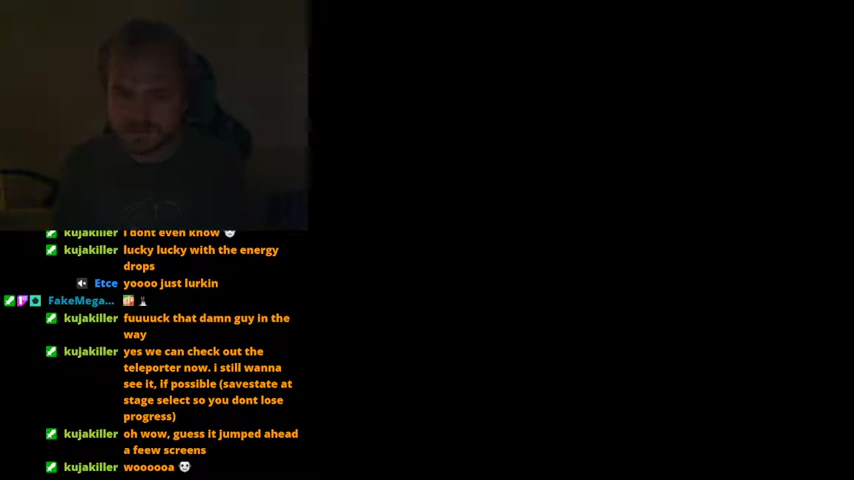 kujakiller i dont even know
kujakiller lucky lucky with the energy
drops
Etce yoooo just lurkin
FakeMega...
kujakiller fuuuuck that damn guy in the
way
kujakiller yes we can check out the
teleporter now. i still wanna
see it, if possible (savestate at
stage select so you dont lose
progress)
kujakiller oh wow, guess it jumped ahead
a feew screens
kujakiller woooooa